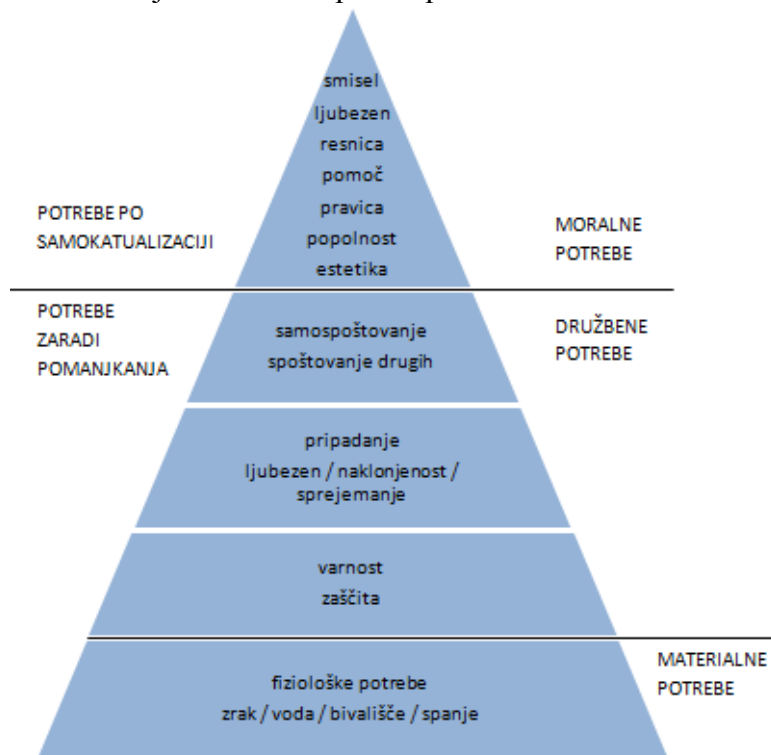 smisel
ljubezen
resnica
pomoč
pravica
popolnost
estetika
POTREBE PO
SAMOKATUALIZACIJI
MORALNE
POTREBE
POTREBE
ZARADI
POMANJKANJA
samospoštovanje
spoštovanje drugih
DRUŽBENE
POTREBE
pripadanje
ljubezen / naklonjenost /
sprejemanje
varnost
zaščita
MATERIALNE
POTREBE
fiziološke potrebe
zrak / voda / bivališče / spanje